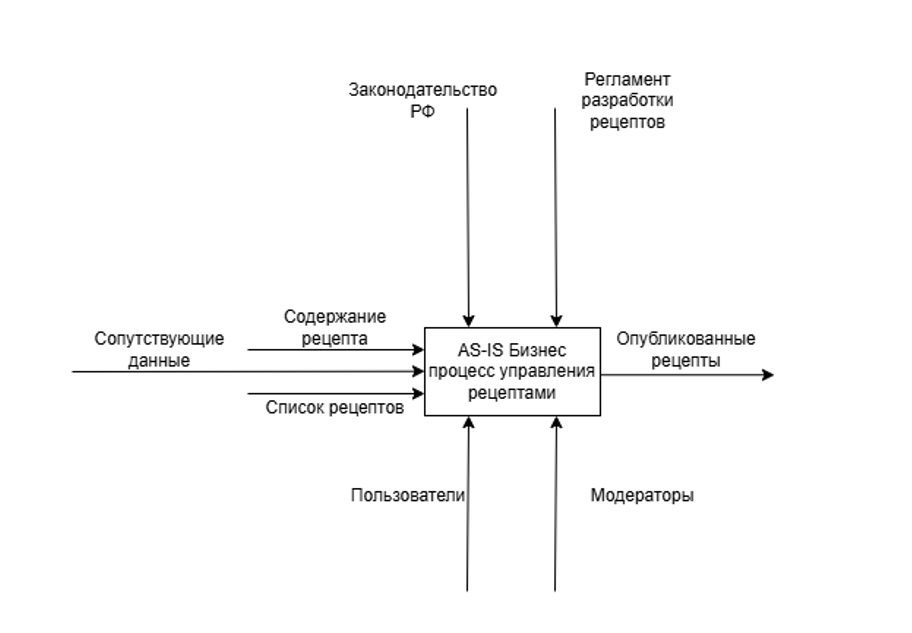 Законодательство
РФ
Регламент
разработки
рецептов
Содержание
рецепта
Сопутствующие
данные
Список рецептов
AS-IS Бизнес
процесс управления
рецептами
Опубликованные
рецепты
Пользователи
Модераторы